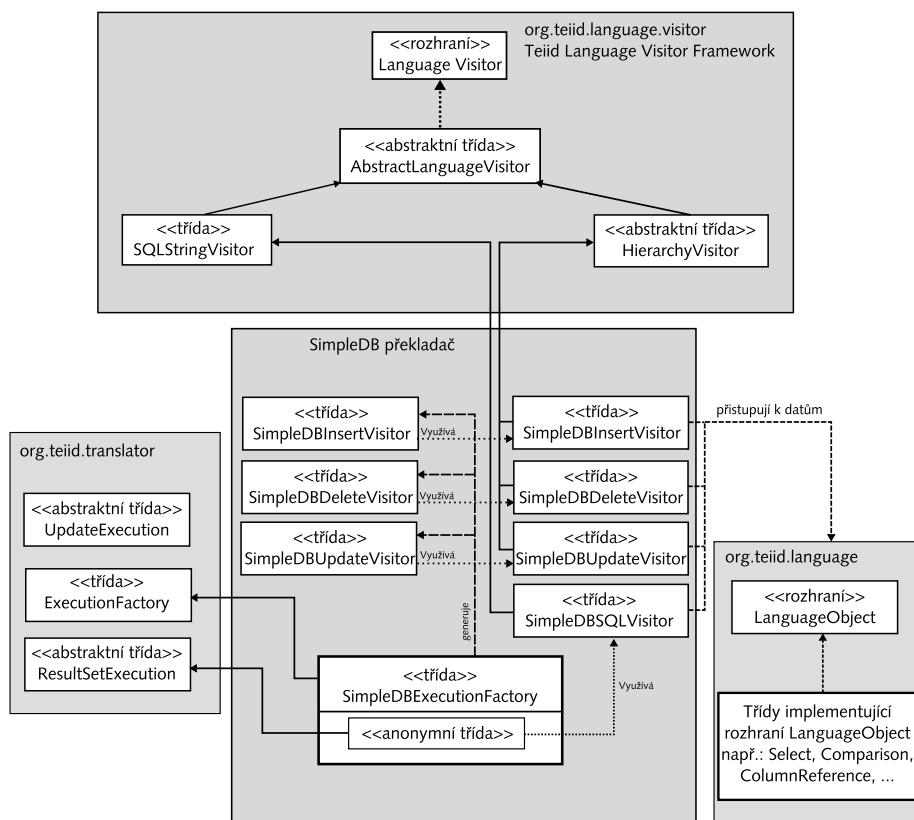 org.teiid.language.visitor
Teiid Language Visitor Framework
<<rozhraní>>
Language Visitor
<<abstraktní třída>>
AbstractLanguageVisitor
<<třída>>
SQLStringVisitor
<<abstraktní třída>>
HierarchyVisitor
SimpleDB překladač
<<třída>>
SimpleDBInsertVisitor
Využívá
<<třída>>
SimpleDBInsertVisitor
přistupují k datům
<<třída>>
SimpleDBDeleteVisitor
Využívá
<<třída>>
SimpleDBDeleteVisitor
<<třída>>
SimpleDBUpdateVisitor
Využívá
<<třída>>
SimpleDBUpdateVisitor
<<třída>>
SimpleDBSQLVisitor
generuje
Využívá
<<třída>>
SimpleDBExecutionFactory
<<anonymní třída>>
org.teiid.translator
<<abstraktní třída>>
UpdateExecution
<<třída>>
ExecutionFactory
<<abstraktní třída>>
ResultSetExecution
org.teiid.language
<<rozhraní>>
LanguageObject
Třídy implementující
rozhraní LanguageObject
např.: Select, Comparison,
ColumnReference, ...